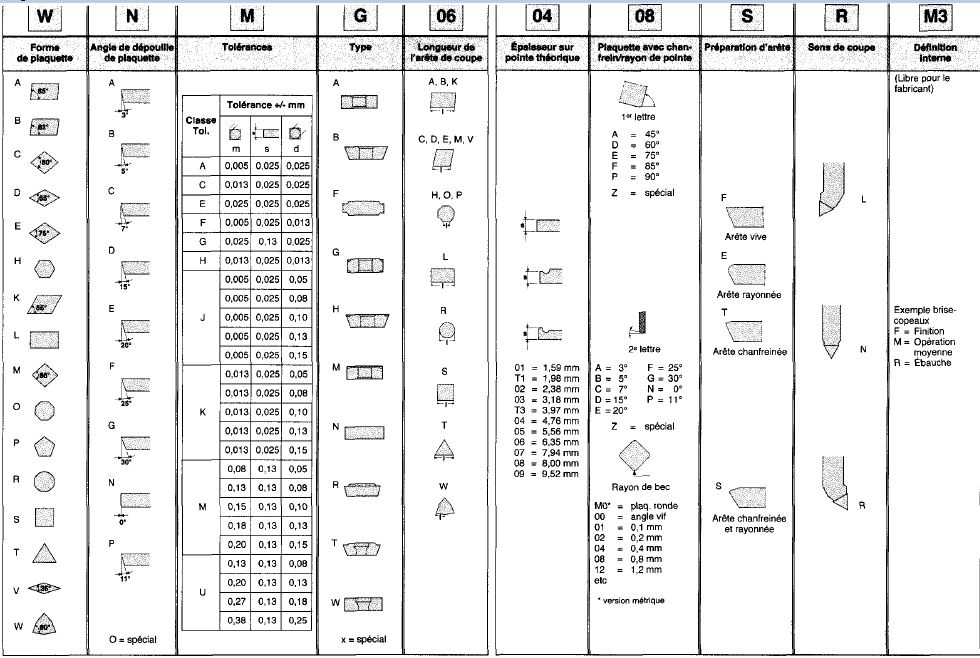 W N M G 06 04 08 S R M3
Forme de plaquette
A 85°
B 82°
C 80°
D 55°
E 75°
H
K 55°
L
M 86°
O
P
R
S
T
V 35°
W 80°
Angle de dépouille de plaquette
A 3°
B 5°
C 7°
D 15°
E 20°
F 25°
G 30°
N 0°
P 11°
O = spécial
Tolérances
Classe Tol. Tolérance +/- mm
m s d
A 0,005 0,025 0,025
C 0,013 0,025 0,025
E 0,025 0,025 0,025
F 0,005 0,025 0,013
G 0,025 0,13 0,025
H 0,013 0,025 0,013
J 0,005 0,025 0,05
0,005 0,025 0,08
0,005 0,025 0,10
0,005 0,025 0,13
0,005 0,025 0,15
K 0,013 0,025 0,05
0,013 0,025 0,08
0,013 0,025 0,10
0,013 0,025 0,13
0,013 0,025 0,15
M 0,08 0,13 0,05
0,13 0,13 0,08
0,15 0,13 0,10
0,18 0,13 0,13
0,20 0,13 0,15
U 0,13 0,13 0,08
0,20 0,13 0,13
0,27 0,13 0,18
0,38 0,13 0,25
Type
A
B
F
G
H
M
N
R
T
W
x = spécial
Longueur de l'arête de coupe
A, B, K
C, D, E, M, V
H, O, P
L
R
S
T
W
Épaisseur sur pointe théorique
s
s
s
01 = 1,59 mm
T1 = 1,98 mm
02 = 2,38 mm
03 = 3,18 mm
T3 = 3,97 mm
04 = 4,76 mm
05 = 5,56 mm
06 = 6,35 mm
07 = 7,94 mm
08 = 8,00 mm
09 = 9,52 mm
Plaquette avec chan-
frein/rayon de pointe
1er lettre
A = 45°
D = 60°
E = 75°
F = 85°
P = 90°
Z = spécial
2e lettre
A = 3° F = 25°
B = 5° G = 30°
C = 7° N = 0°
D = 15° P = 11°
E = 20°
Z = spécial
Rayon de bec
M0* = plaq. ronde
00 = angle vif
01 = 0,1 mm
02 = 0,2 mm
04 = 0,4 mm
08 = 0,8 mm
12 = 1,2 mm
etc
* version métrique
Préparation d'arête
F
Arête vive
E
Arête rayonnée
T
Arête chanfreinée
S
Arête chanfreinée
et rayonnée
Sens de coupe
L
N
R
Définition
interne
(Libre pour le
fabricant)
Exemple brise-
copeaux
F = Finition
M = Opération
moyenne
R = Ébauche